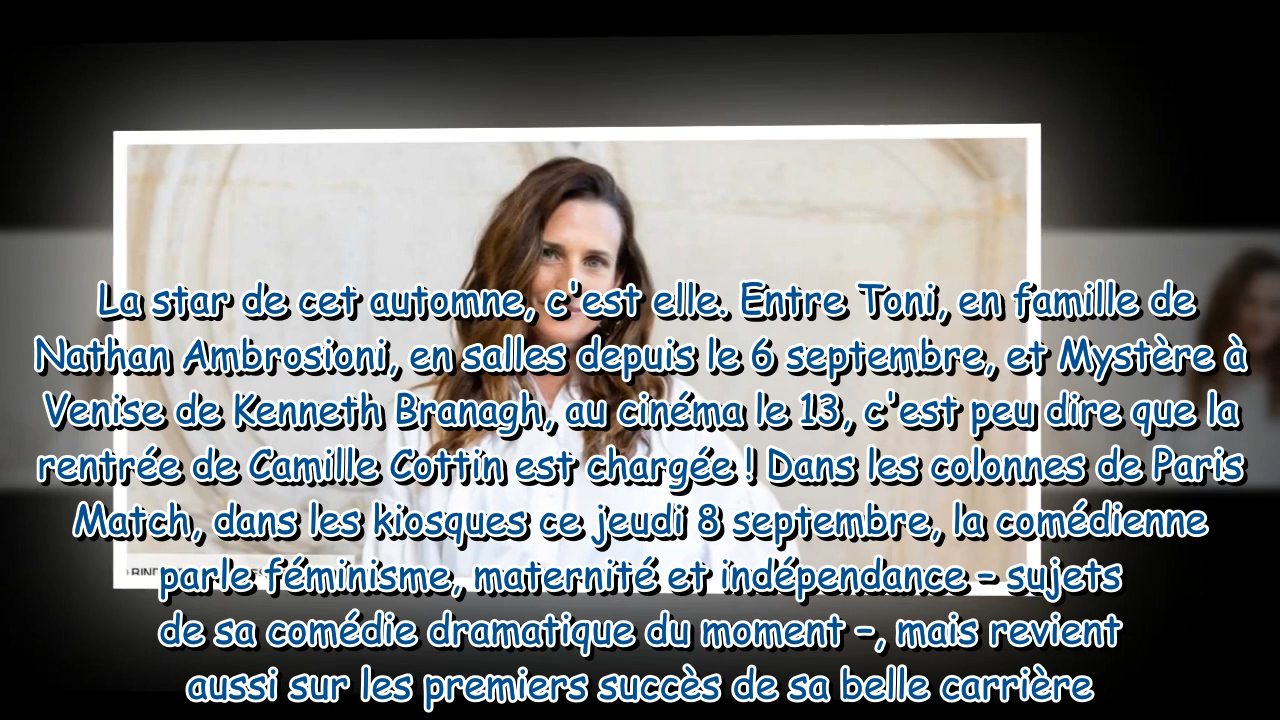 La star de cet automne, c'est elle. Entre Toni, en famille de
Nathan Ambrosioni, en salles depuis le 6 septembre, et Mystère à
Venise de Kenneth Branagh, au cinéma le 13, c'est peu dire que la
rentrée de Camille Cottin est chargée ! Dans les colonnes de Paris
Match, dans les kiosques ce jeudi 8 septembre, la comédienne
parle féminisme, maternité et indépendance – sujets
de sa comédie dramatique du moment –, mais revient
aussi sur les premiers succès de sa belle carrière